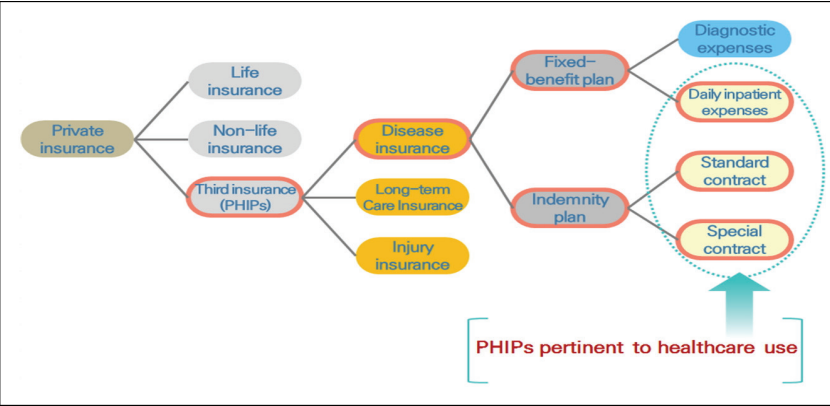 Private
insurance
Life
insurance
Non-life
insurance
Third insurance
(PHIPs)
Disease
insurance
Long-term
Care Insurance
Injury
insurance
Fixed-
benefit plan
Indemnity
plan
Diagnostic
expenses
Daily inpatient
expenses
Standard
contract
Special
contract
PHIPs pertinent to healthcare use